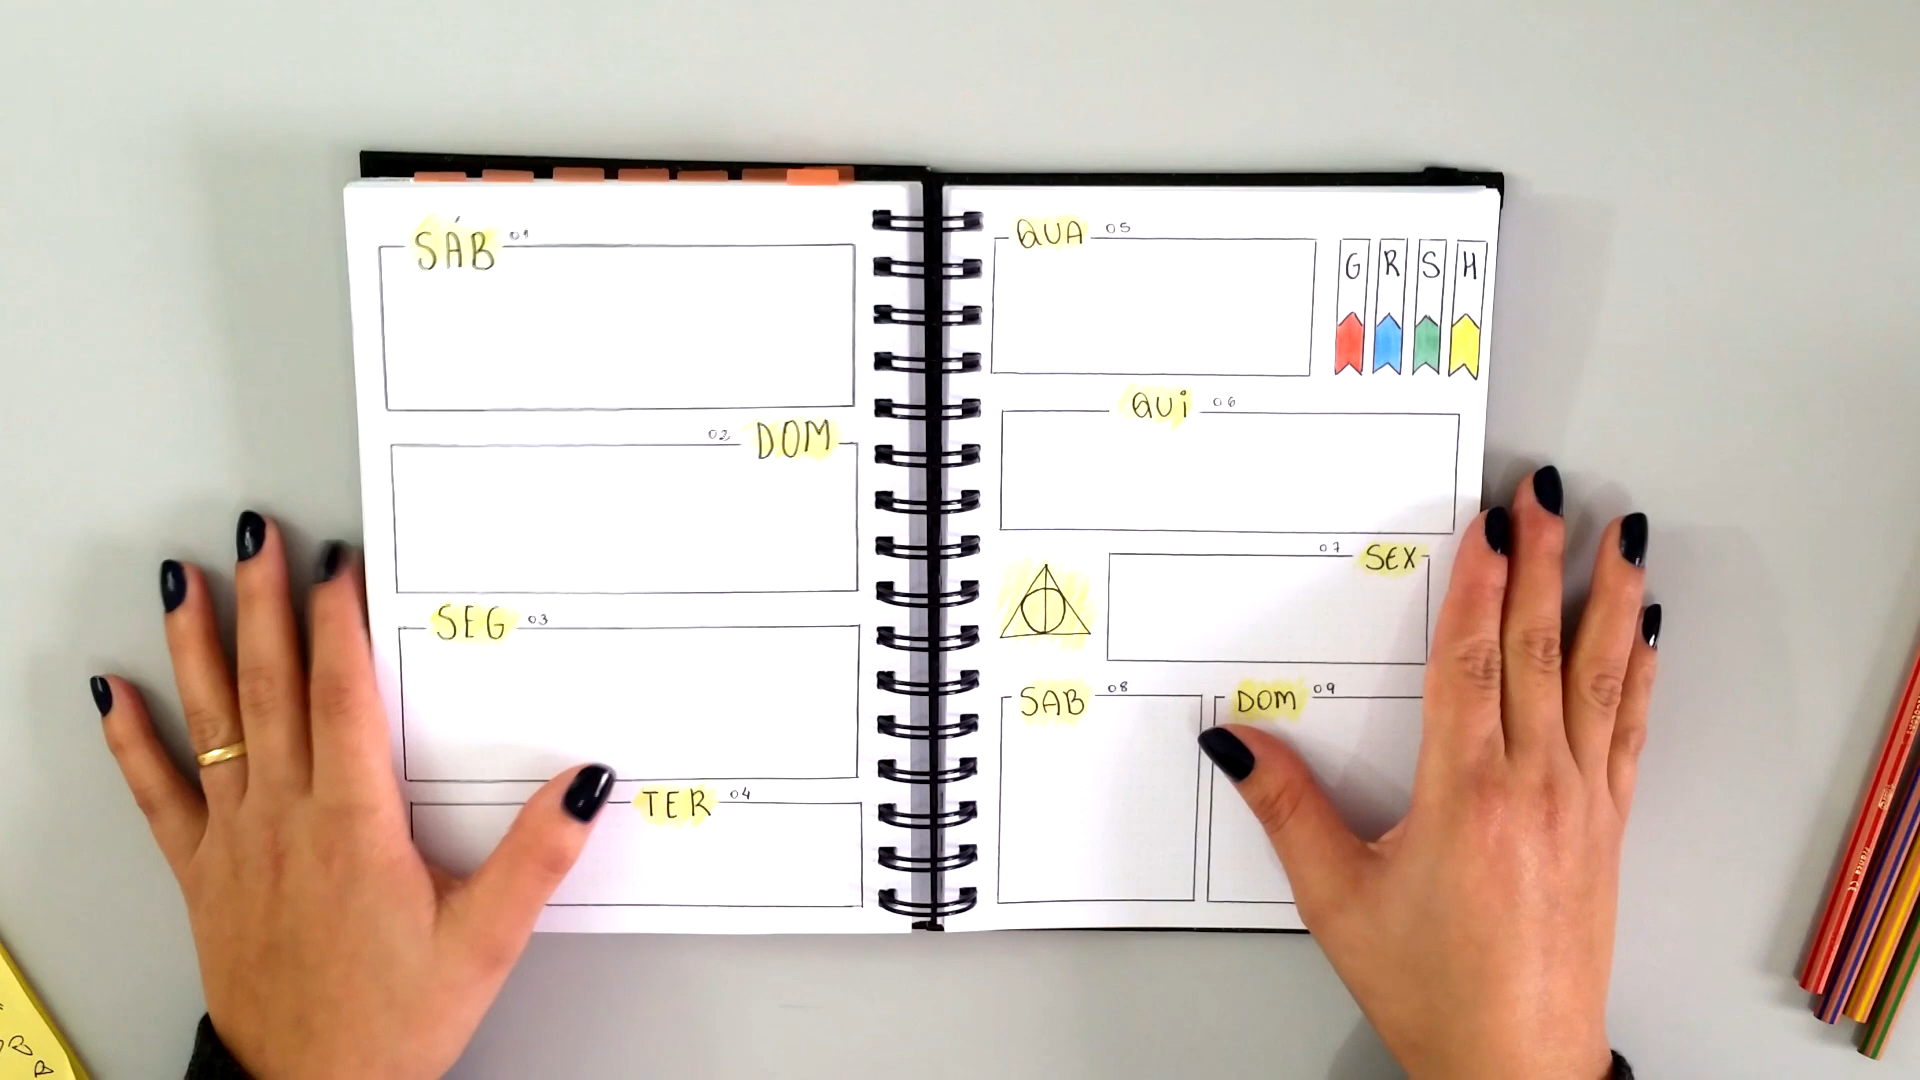 SÁB 01
02 DOM
SEG 03
TER 04
QUA 05
G R S H
QUi 06
07 SEX
SAB 08
DOM 09